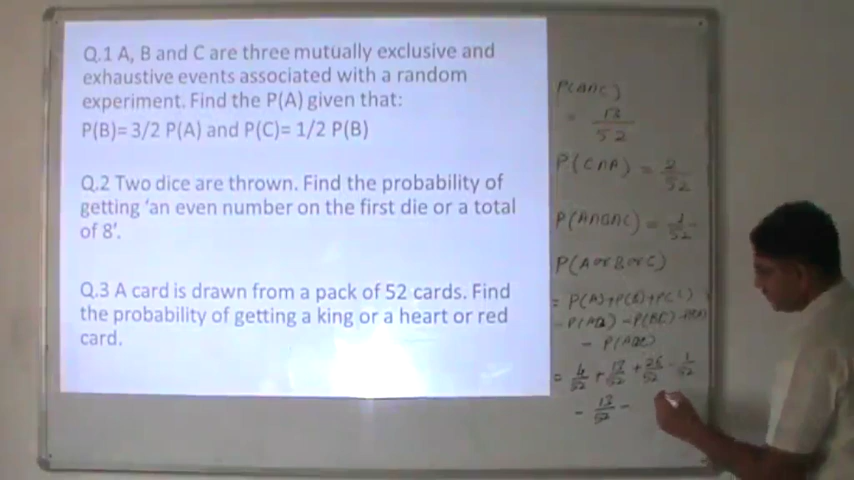 Q.1 A, B and C are three mutually exclusive and
exhaustive events associated with a random
experiment. Find the P(A) given that:
P(B)= 3/2 P(A) and P(C)= 1/2 P(B)
Q.2 Two dice are thrown. Find the probability of
getting ‘an even number on the first die or a total
of 8’.
Q.3 A card is drawn from a pack of 52 cards. Find
the probability of getting a king or a heart or red
card.
= 13/52
P(C∩A) = 2/52
P(A∩B∩C) = 1/52
P(A or B or C)
= P(A)+P(B)+P(C)
- P(AB) - P(BC)
- P(ABC)
= 4/52 + 13/52 + 26/52 - 1/52
- 13/52 -